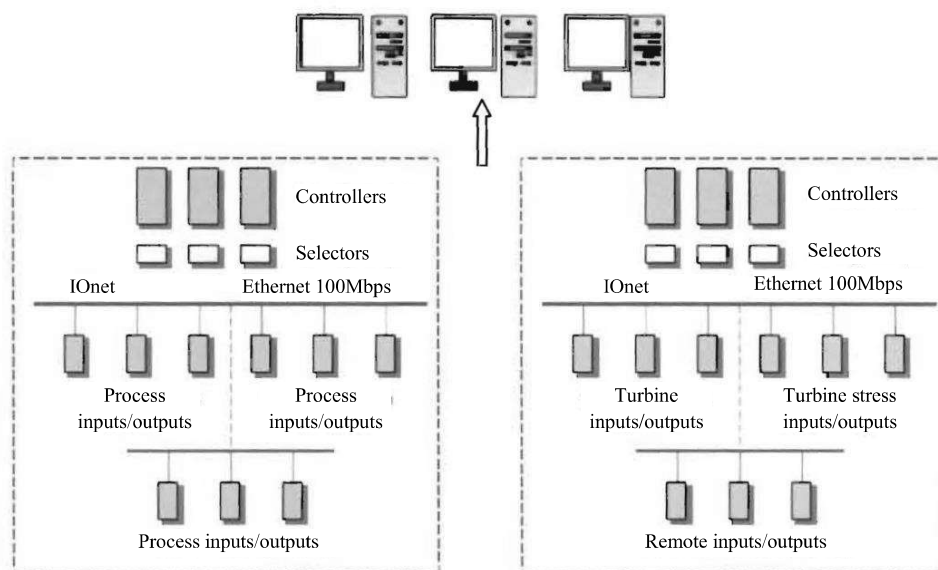 Controllers
Selectors
IOnet
Ethernet 100Mbps
Process
inputs/outputs
Process
inputs/outputs
Process inputs/outputs
Controllers
Selectors
IOnet
Ethernet 100Mbps
Turbine
inputs/outputs
Turbine stress
inputs/outputs
Remote inputs/outputs